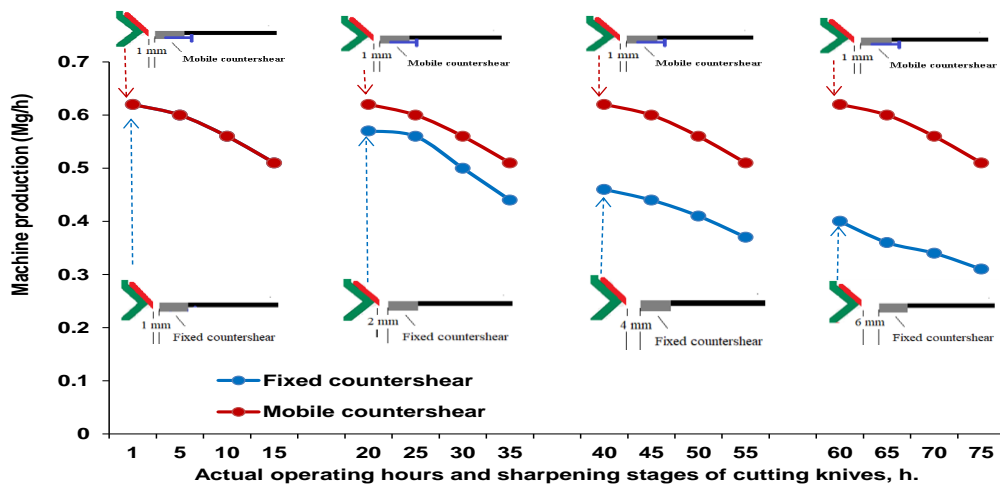 1 mm
Mobile countershear
1 mm
Mobile countershear
1 mm
Mobile countershear
1 mm
Mobile countershear
Machine production (Mg/h)
0.7
0.6
0.5
0.4
0.3
0.2
0.1
0
1 mm
Fixed countershear
2 mm
Fixed countershear
4 mm
Fixed countershear
6 mm
Fixed countershear
Fixed countershear
Mobile countershear
1 5 10 15 20 25 30 35 40 45 50 55 60 65 70 75
Actual operating hours and sharpening stages of cutting knives, h.